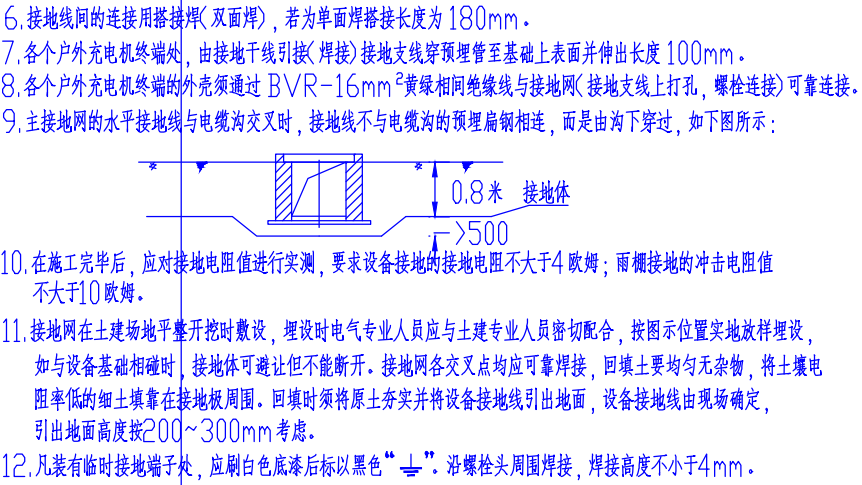 6.接地线间的连接用搭接焊(双面焊),若为单面焊搭接长度为180mm。
7.各个户外充电机终端处,由接地干线引接(焊接)接地支线穿预埋管至基础上表面并伸出长度100mm。
8.各个户外充电机终端的外壳须通过BVR-16mm²黄绿相间绝缘线与接地网(接地支线上打孔,螺栓连接)可靠连接。
9.主接地网的水平接地线与电缆沟交叉时,接地线不与电缆沟的预埋扁钢相连,而是由沟下穿过,如下图所示:
0.8米 接地体
>500
10.在施工完毕后,应对接地电阻值进行实测,要求设备接地的接地电阻不大于4欧姆;雨棚接地的冲击电阻值
不大于10欧姆。
11.接地网在土建场地平整开挖时敷设,埋设时电气专业人员应与土建专业人员密切配合,按图示位置实地放样埋设,
如与设备基础相碰时,接地体可避让但不能断开。接地网各交叉点均应可靠焊接,回填土要均匀无杂物,将土壤电
阻率低的细土填靠在接地极周围。回填时须将原土夯实并将设备接地线引出地面,设备接地线由现场确定,
引出地面高度按200~300mm考虑。
12.凡装有临时接地端子处,应刷白色底漆后标以黑色“⏚”。沿螺栓头周围焊接,焊接高度不小于4mm。